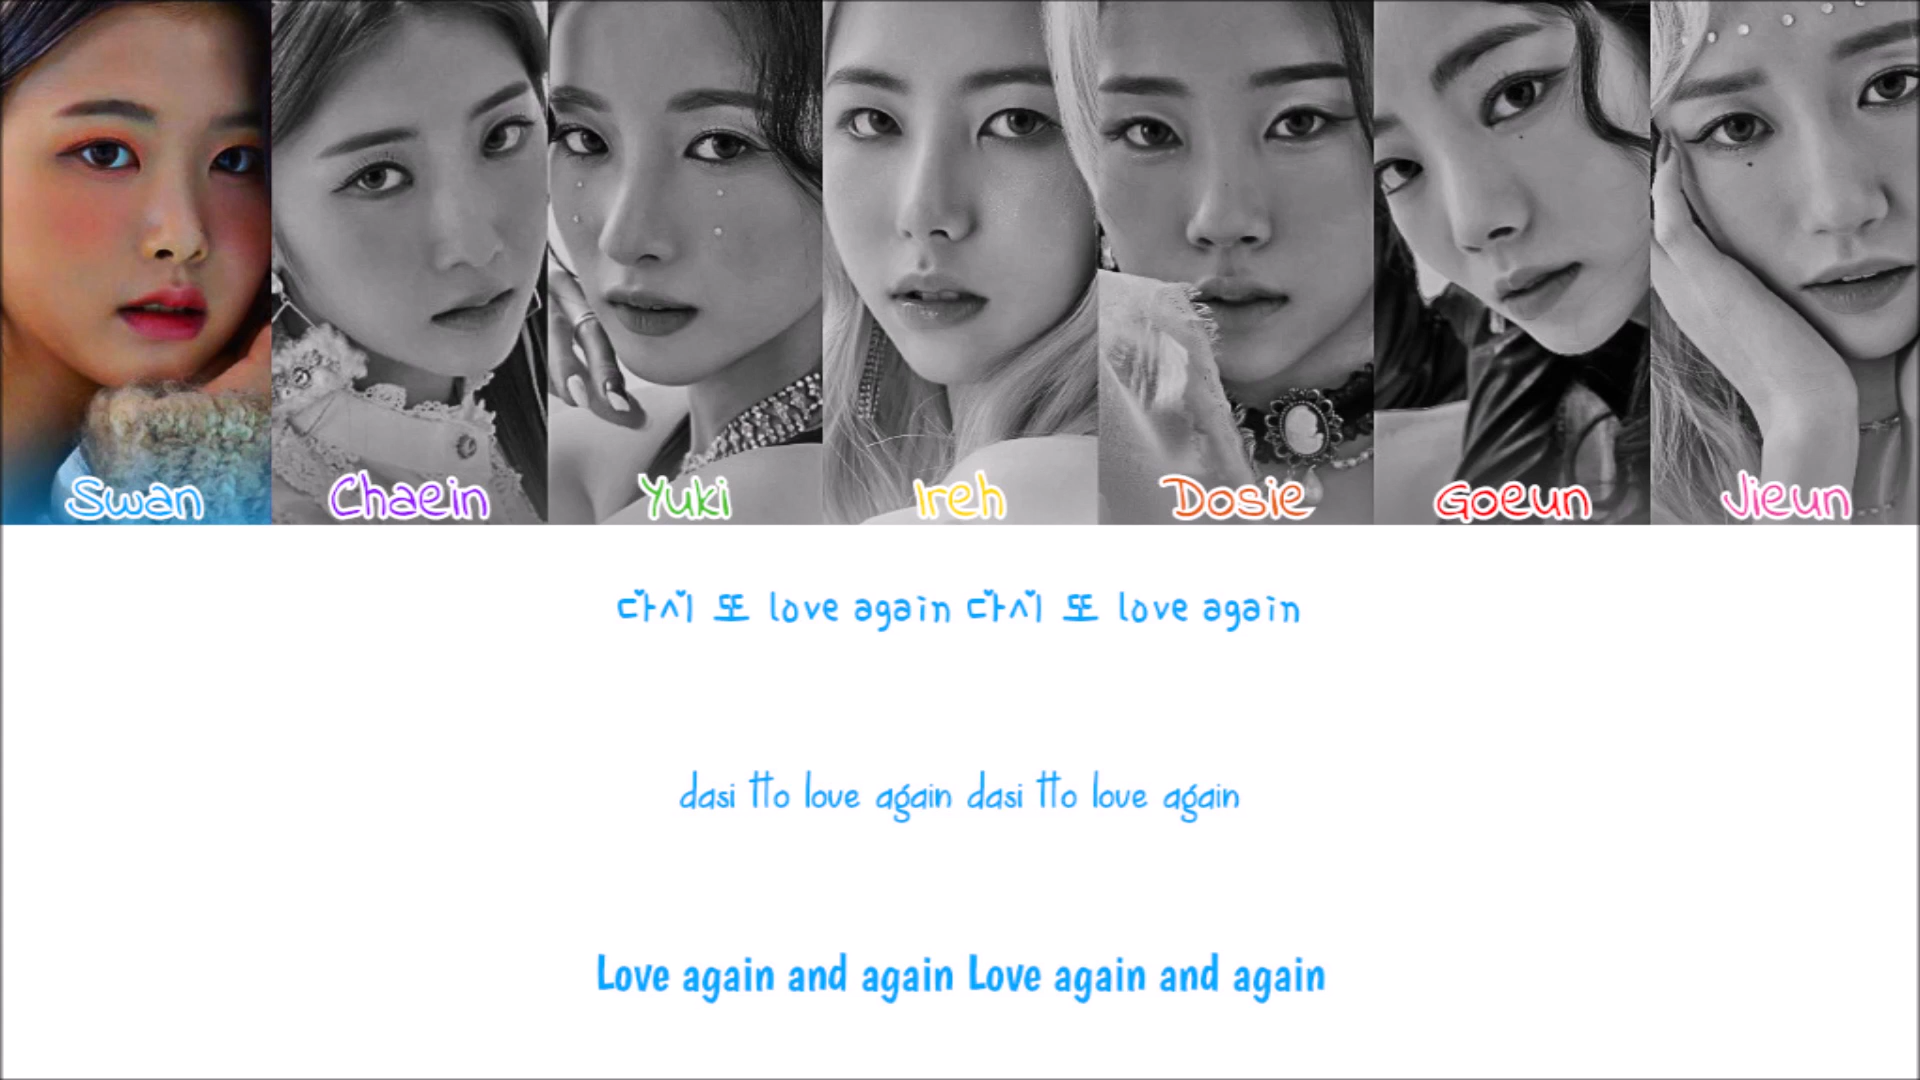 Swan Chaein Yuki Ireh Dosie Goeun Jieun
다시 또 love again 다시 또 love again
dasi tto love again dasi tto love again
Love again and again Love again and again